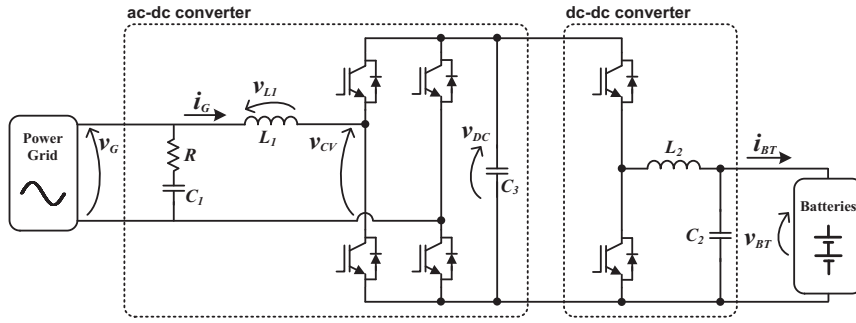 ac-dc converter
dc-dc converter
Power
Grid
v_G
i_G
v_L1
L_1
R
C_1
v_CV
v_DC
C_3
L_2
i_BT
C_2
v_BT
Batteries